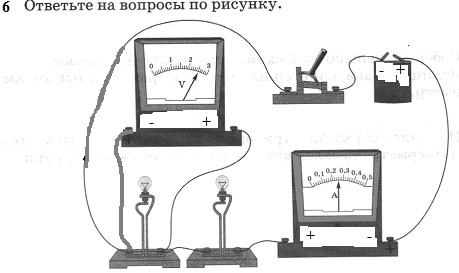 6 Ответьте на вопросы по рисунку.
0 1 2 3
V
- +
- +
0 0,1 0,2 0,3 0,4 0,5
A
+ -